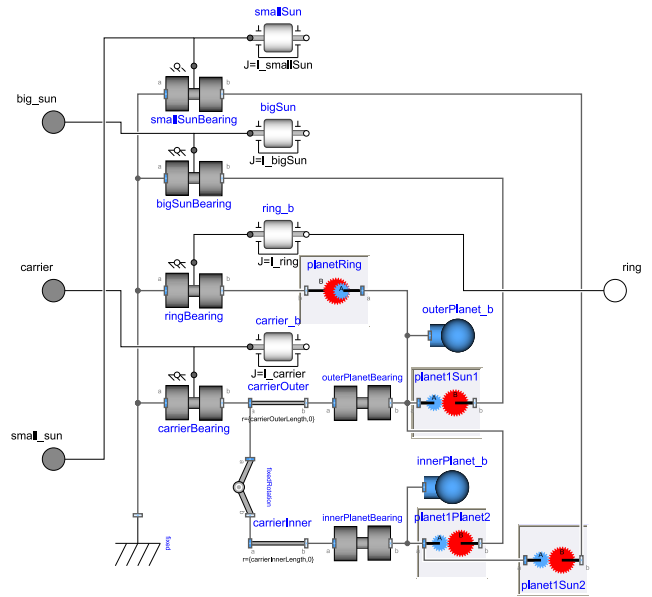 smallSun
J=I_smallSun
a
b
smallSunBearing
big_sun
bigSun
J=I_bigSun
a
b
bigSunBearing
ring_b
J=I_ring
carrier
planetRing
B
A
b
a
ring
a
b
ringBearing
outerPlanet_b
a
carrier_b
J=I_carrier
carrierOuter
outerPlanetBearing
planet1Sun1
a
b
carrierBearing
a
b
r={carrierOuterLength,0}
a
b
A
B
a
b
small_sun
a
fixedRotation
b
innerPlanet_b
a
carrierInner
innerPlanetBearing
planet1Planet2
a
b
r={carrierInnerLength,0}
a
b
A
B
a
b
fixed
A
B
a
b
planet1Sun2